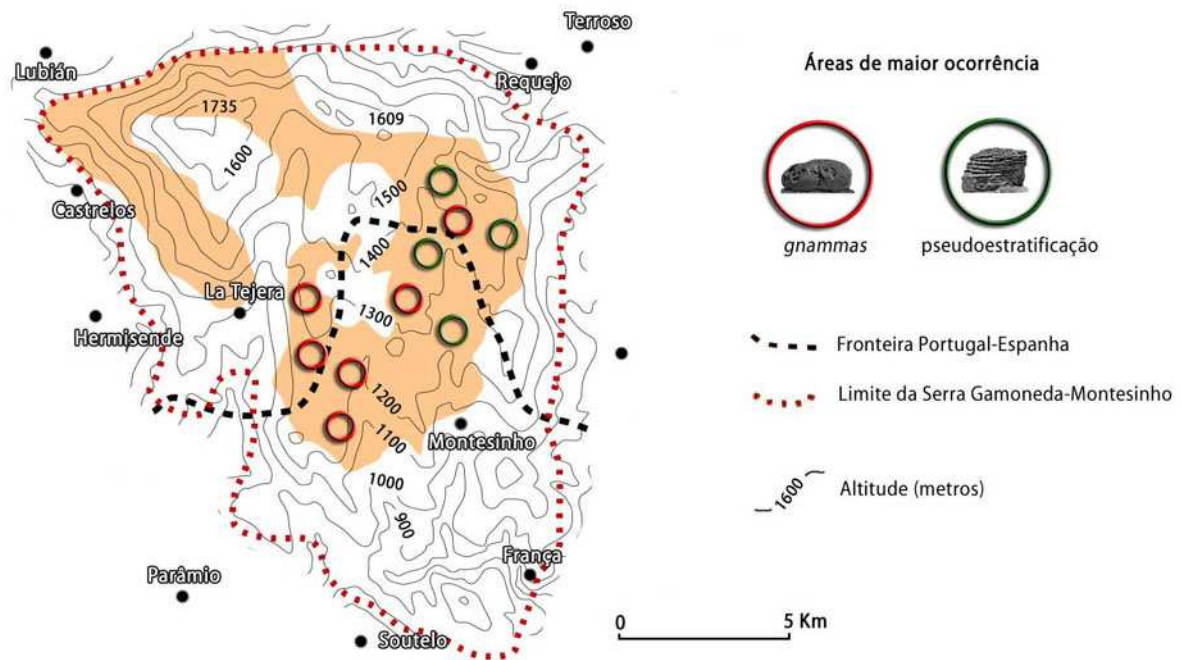 Terroso
Lubián
Requejo
1735
1609
1600
1500
Castrelos
1400
La Tejera
1300
Hermisende
1200
Montesinho
1100
1000
900
França
Parâmio
Soutelo
Áreas de maior ocorrência
gnammas
pseudoestratificação
Fronteira Portugal-Espanha
Limite da Serra Gamoneda-Montesinho
1600
Altitude (metros)
0
5 Km